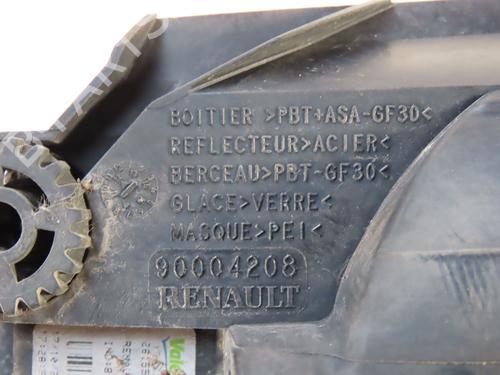 BOITIER >PBT+ASA-GF30<
REFLECTEUR>ACIER<
BERCEAU>PBT-GF30<
GLACE>VERRE<
MASQUE>PEI<
90004208
RENAULT